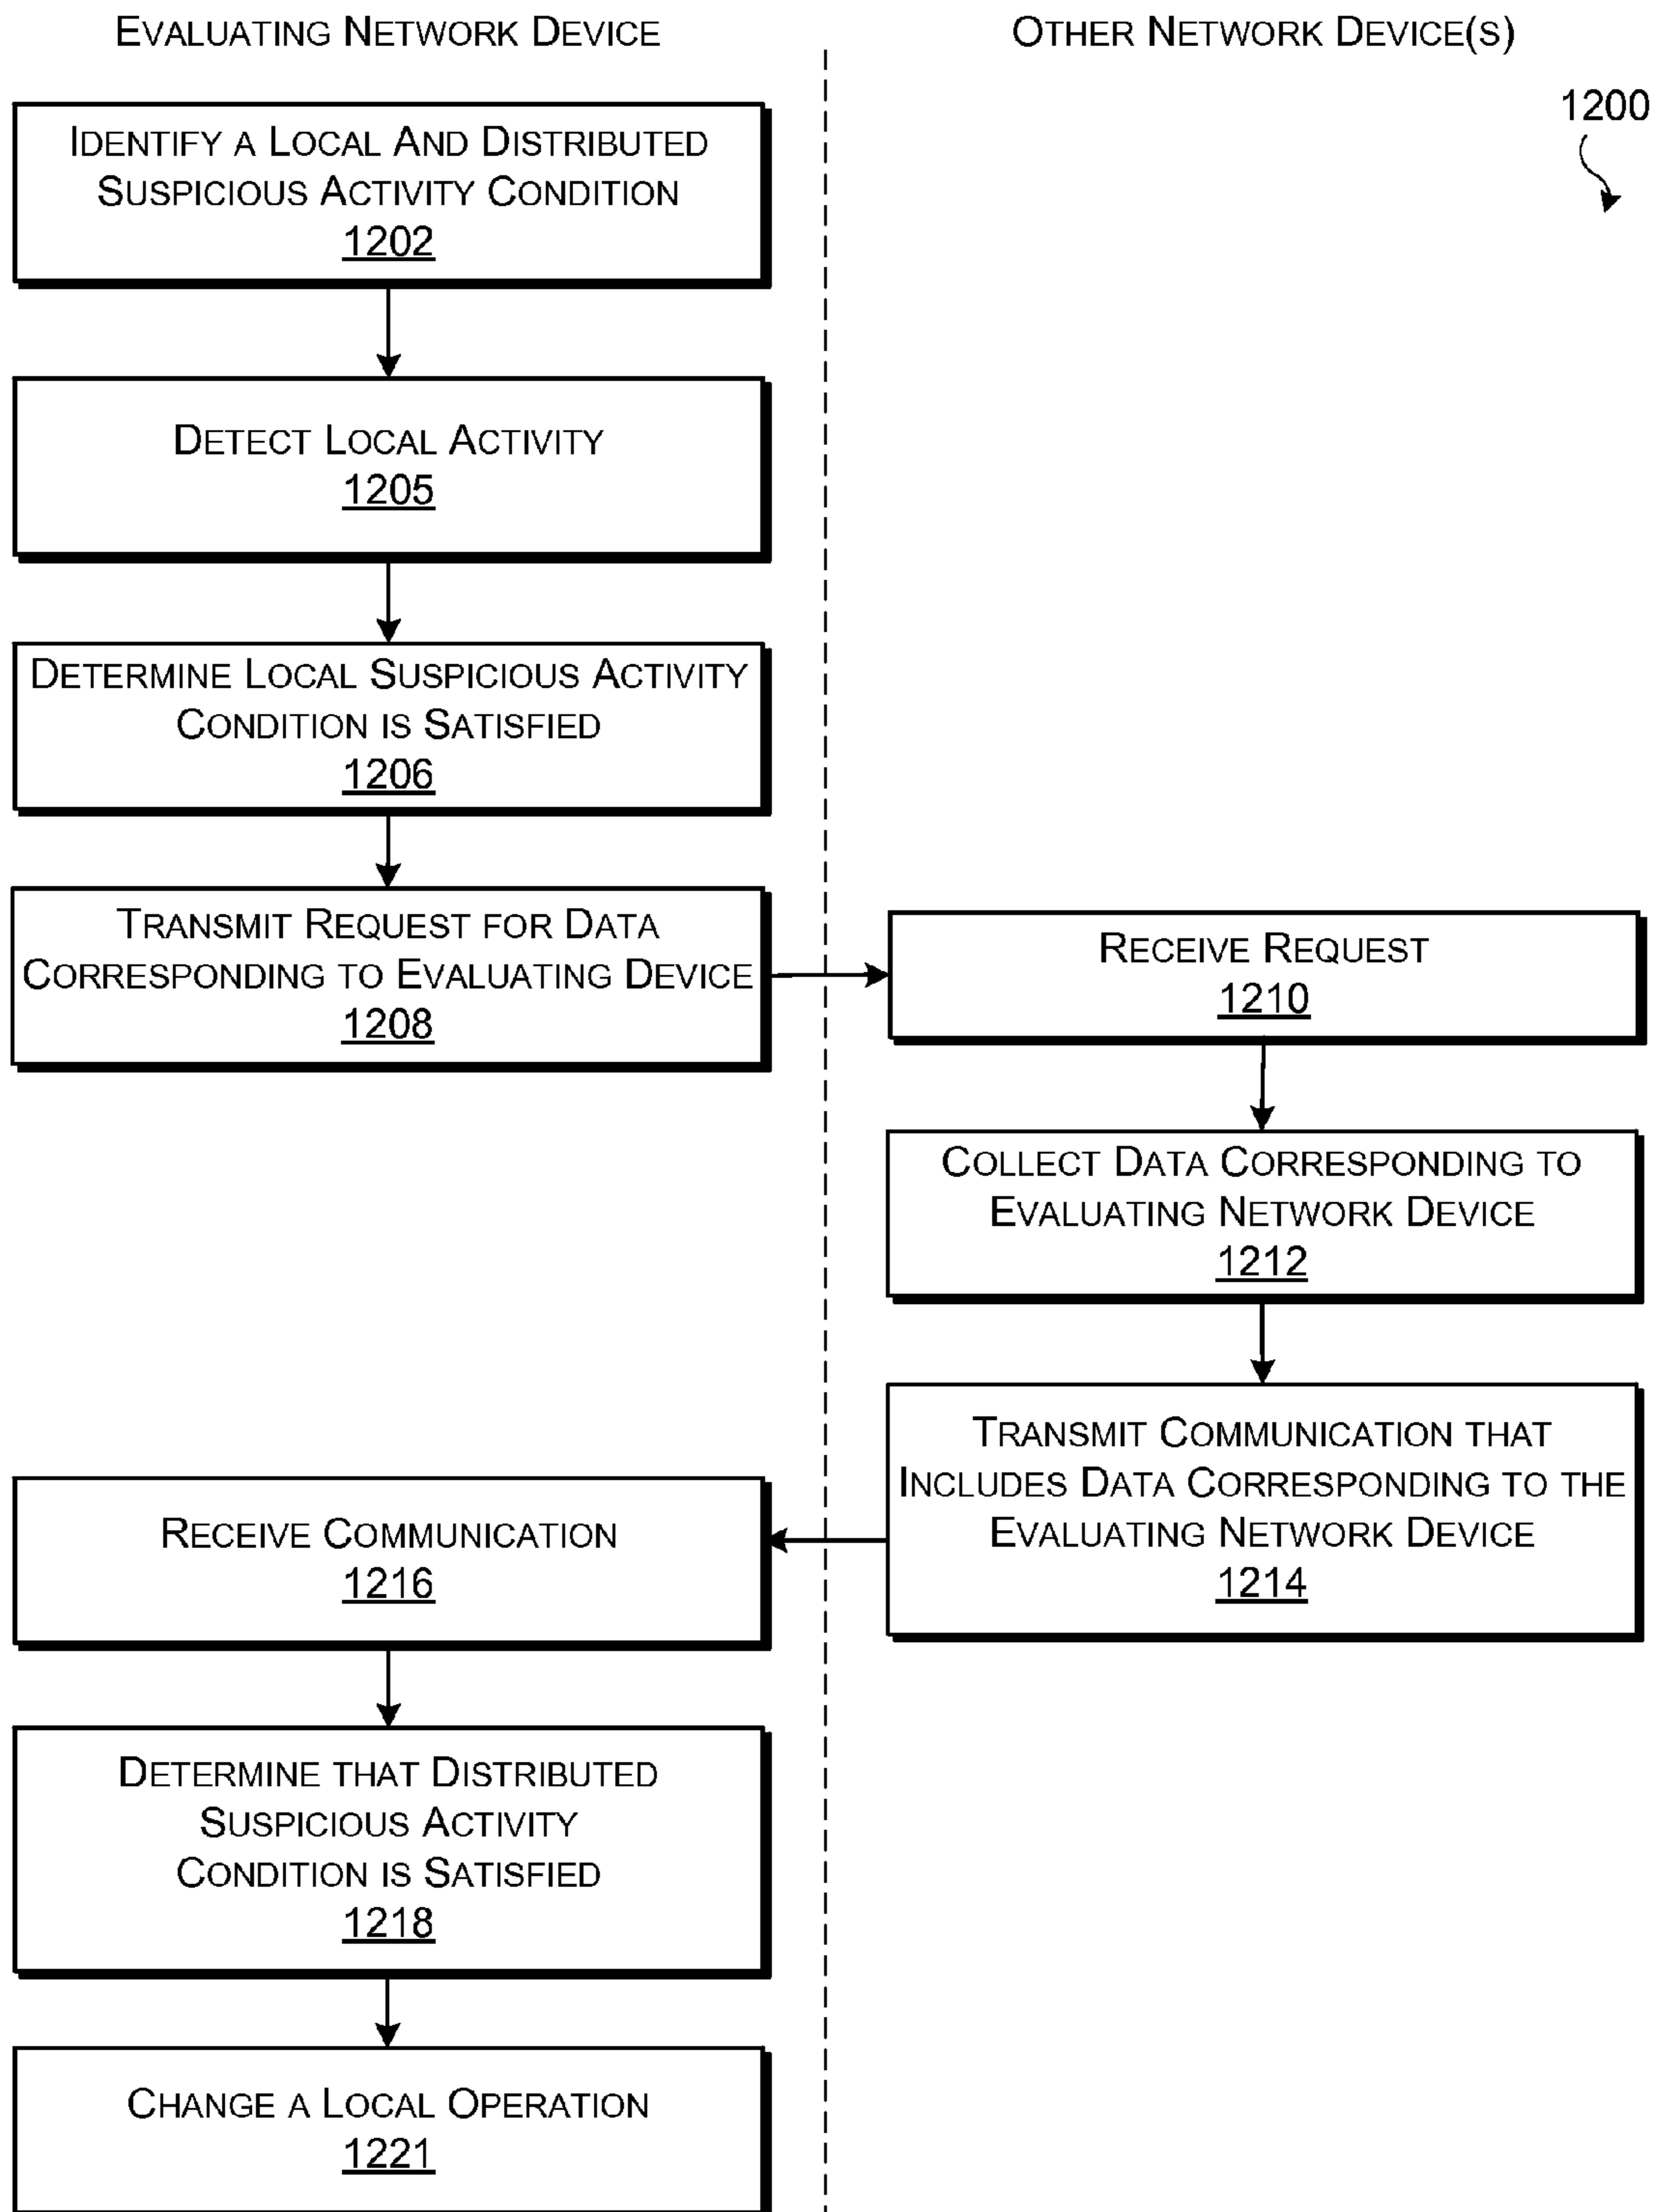 EVALUATING NETWORK DEVICE
OTHER NETWORK DEVICE(S)
1200
IDENTIFY A LOCAL AND DISTRIBUTED
SUSPICIOUS ACTIVITY CONDITION
1202
DETECT LOCAL ACTIVITY
1205
DETERMINE LOCAL SUSPICIOUS ACTIVITY
CONDITION IS SATISFIED
1206
TRANSMIT REQUEST FOR DATA
CORRESPONDING TO EVALUATING DEVICE
1208
RECEIVE REQUEST
1210
COLLECT DATA CORRESPONDING TO
EVALUATING NETWORK DEVICE
1212
TRANSMIT COMMUNICATION THAT
INCLUDES DATA CORRESPONDING TO THE
EVALUATING NETWORK DEVICE
1214
RECEIVE COMMUNICATION
1216
DETERMINE THAT DISTRIBUTED
SUSPICIOUS ACTIVITY
CONDITION IS SATISFIED
1218
CHANGE A LOCAL OPERATION
1221